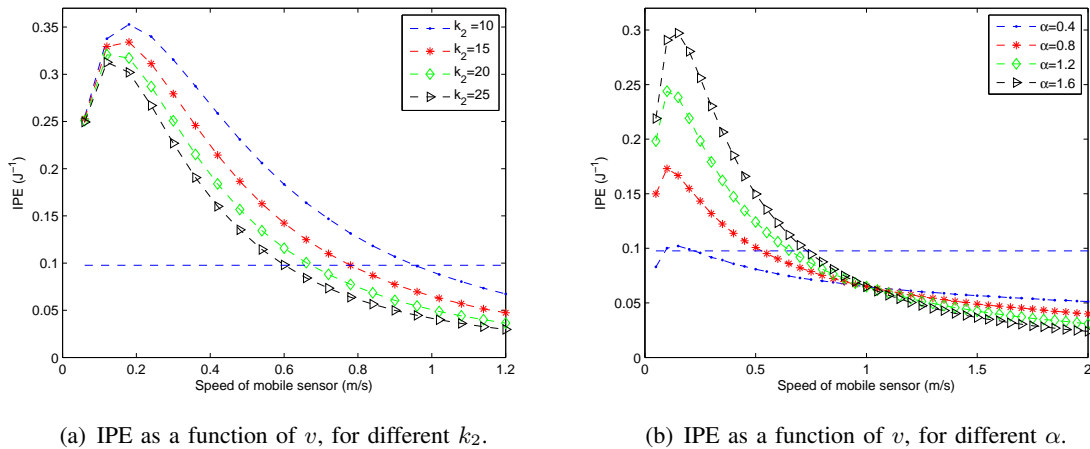 0.35
0.3
0.25
0.2
0.15
0.1
0.05
0
IPE (J⁻¹)
0 0.2 0.4 0.6 0.8 1 1.2
Speed of mobile sensor (m/s)
k₂=10
k₂=15
k₂=20
k₂=25
(a) IPE as a function of v, for different k₂.
0.3
0.25
0.2
0.15
0.1
0.05
0
IPE (J⁻¹)
0 0.5 1 1.5 2
Speed of mobile sensor (m/s)
α=0.4
α=0.8
α=1.2
α=1.6
(b) IPE as a function of v, for different α.